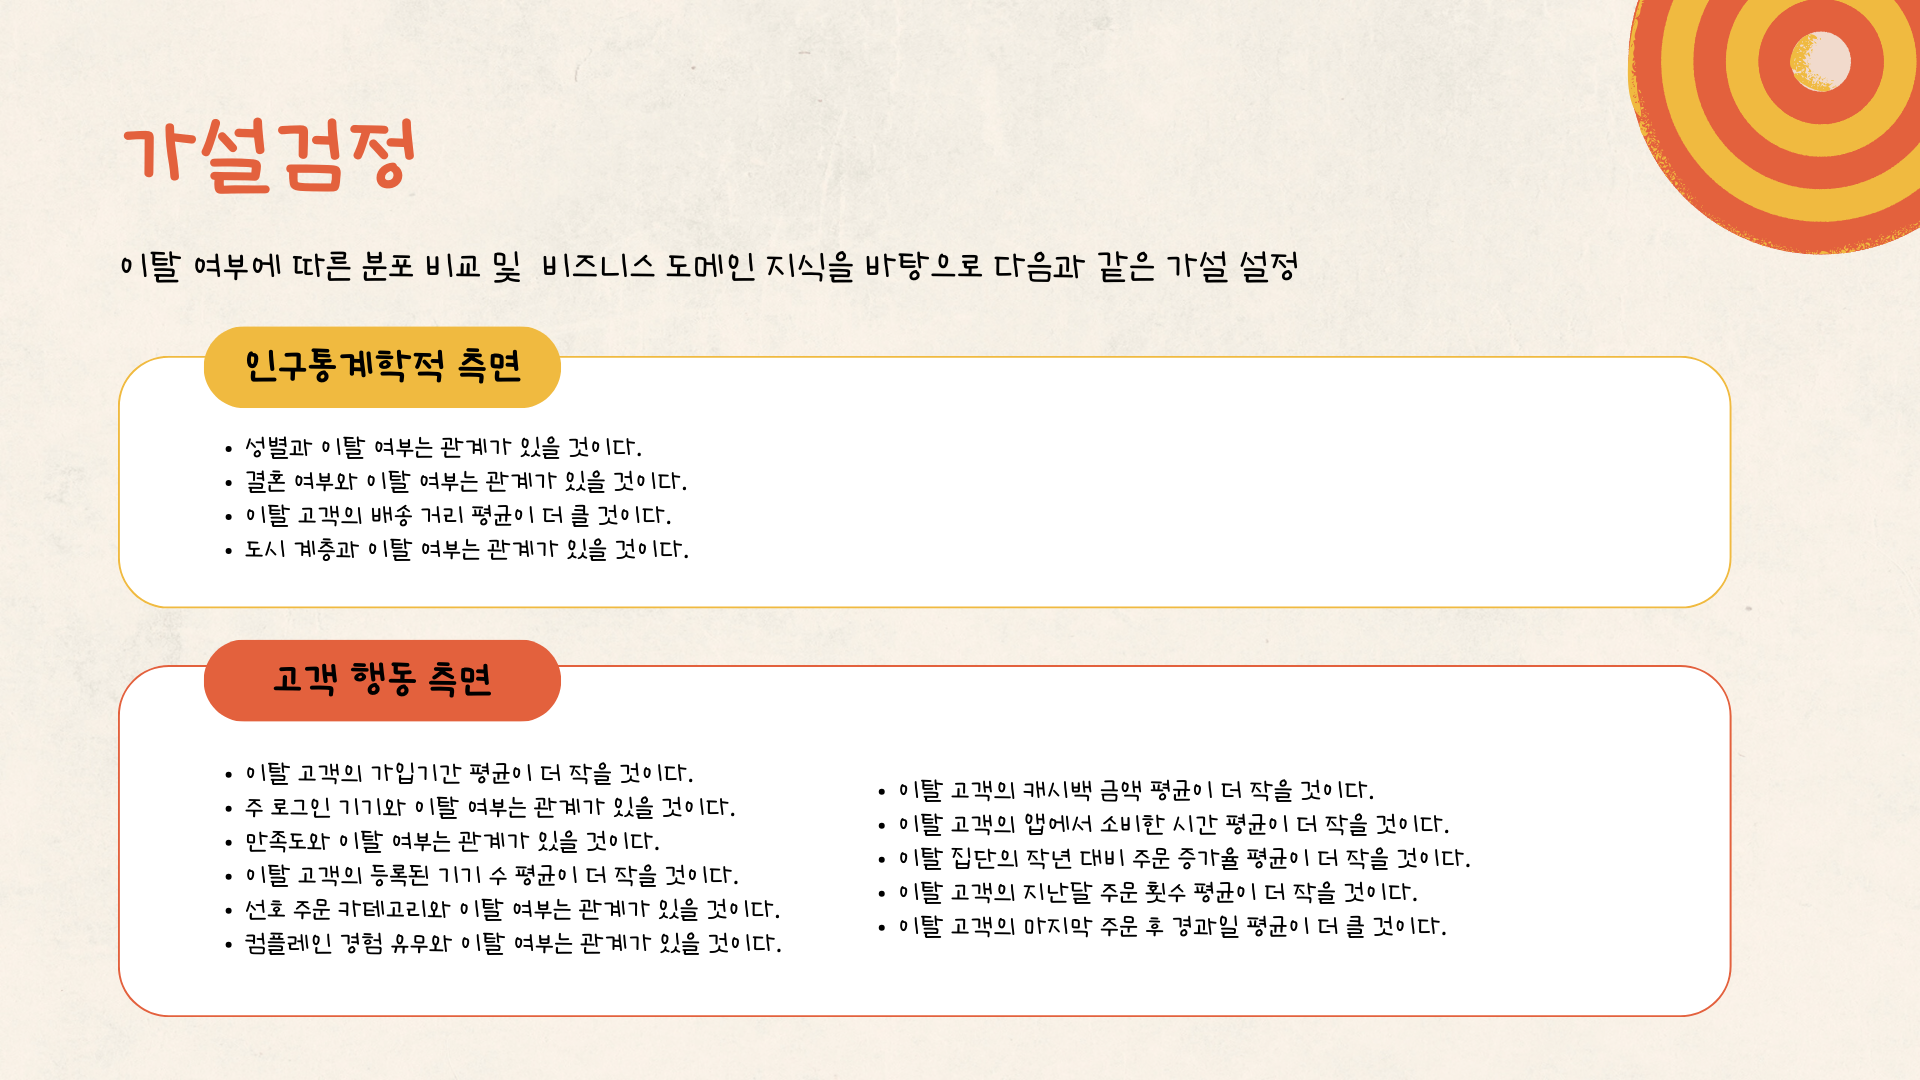 가설검정
이탈 여부에 따른 분포 비교 및 비즈니스 도메인 지식을 바탕으로 다음과 같은 가설 설정
인구통계학적 측면
• 성별과 이탈 여부는 관계가 있을 것이다.
• 결혼 여부와 이탈 여부는 관계가 있을 것이다.
• 이탈 고객의 배송 거리 평균이 더 클 것이다.
• 도시 계층과 이탈 여부는 관계가 있을 것이다.
고객 행동 측면
• 이탈 고객의 가입기간 평균이 더 작을 것이다.
• 주 로그인 기기와 이탈 여부는 관계가 있을 것이다.
• 만족도와 이탈 여부는 관계가 있을 것이다.
• 이탈 고객의 등록된 기기 수 평균이 더 작을 것이다.
• 선호 주문 카테고리와 이탈 여부는 관계가 있을 것이다.
• 컴플레인 경험 유무와 이탈 여부는 관계가 있을 것이다.
• 이탈 고객의 캐시백 금액 평균이 더 작을 것이다.
• 이탈 고객의 앱에서 소비한 시간 평균이 더 작을 것이다.
• 이탈 집단의 작년 대비 주문 증가율 평균이 더 작을 것이다.
• 이탈 고객의 지난달 주문 횟수 평균이 더 작을 것이다.
• 이탈 고객의 마지막 주문 후 경과일 평균이 더 클 것이다.